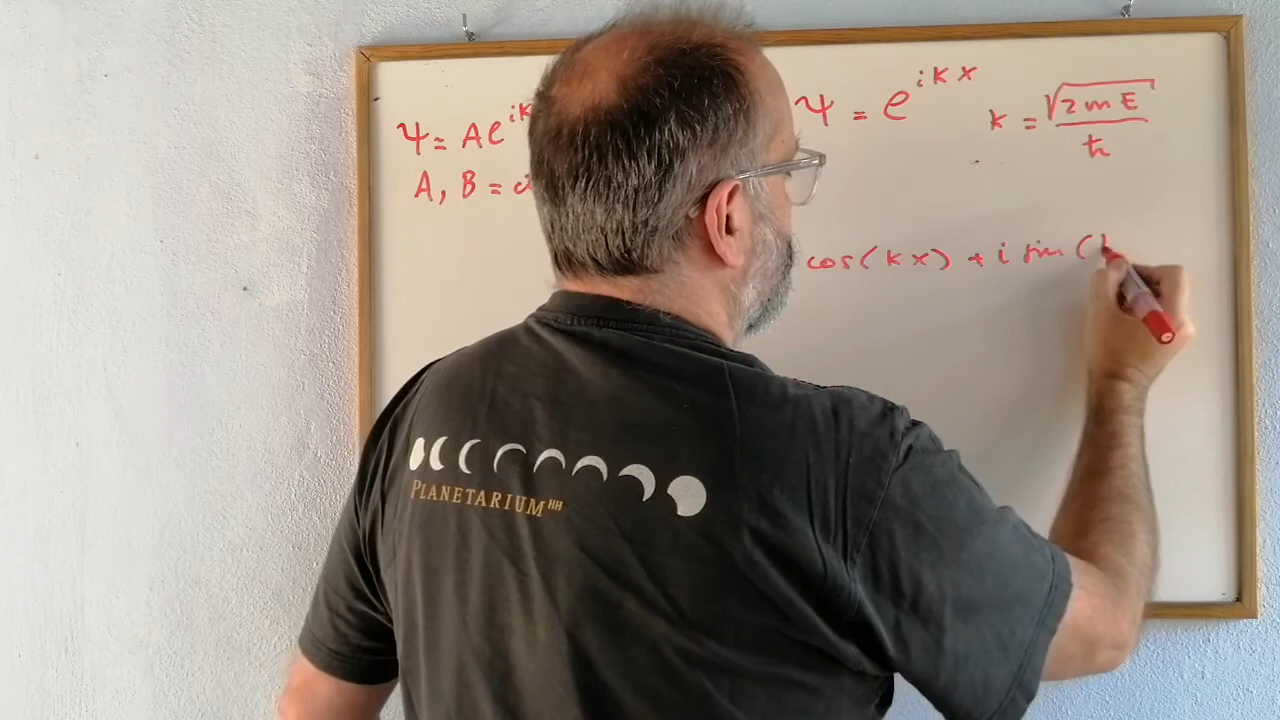 Ψ = Ae^ik
Ψ = e^ikx
k = √2mE / ħ
A, B =
cos(kx) + i sin(
PLANETARIUM HH